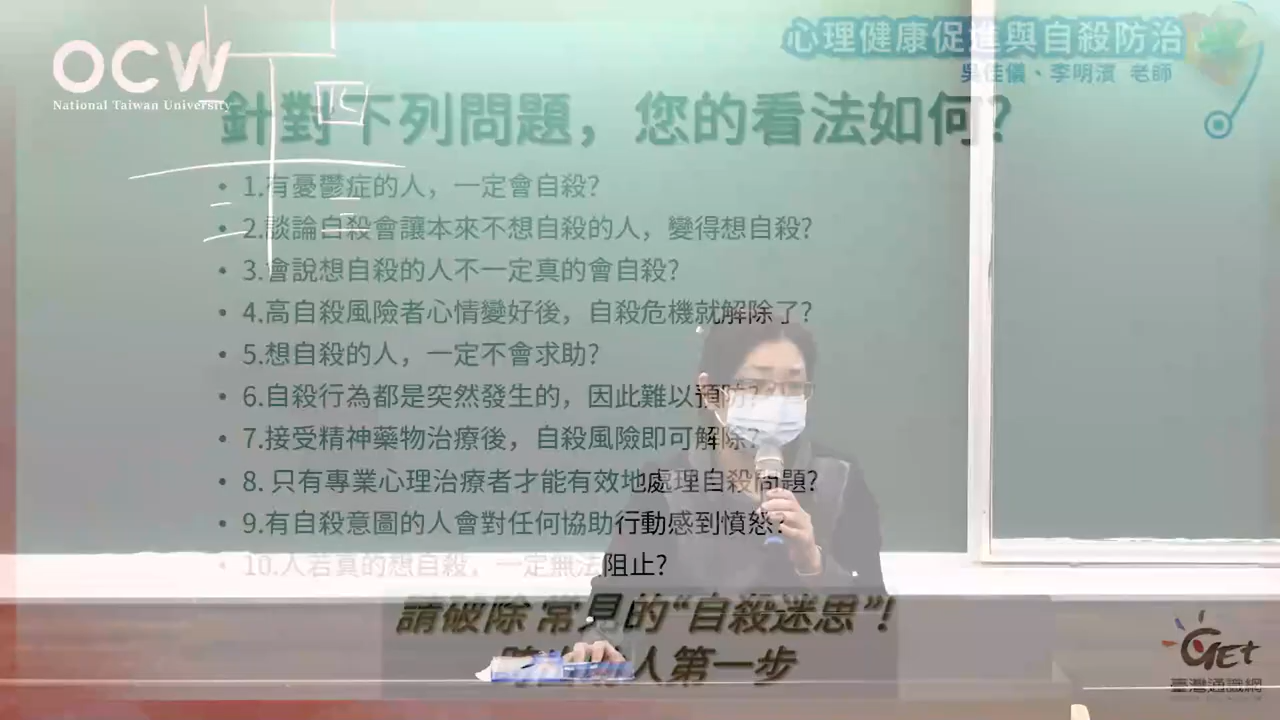 OCW
National Taiwan University
心理健康促進與自殺防治
吳佳儀、李明濱 老師
針對下列問題，您的看法如何?
• 1.有憂鬱症的人，一定會自殺?
• 2.談論自殺會讓本來不想自殺的人，變得想自殺?
• 3.會說想自殺的人不一定真的會自殺?
• 4.高自殺風險者心情變好後，自殺危機就解除了?
• 5.想自殺的人，一定不會求助?
• 6.自殺行為都是突然發生的，因此難以預防?
• 7.接受精神藥物治療後，自殺風險即可解除?
• 8. 只有專業心理治療者才能有效地處理自殺問題?
• 9.有自殺意圖的人會對任何協助行動感到憤怒?
• 10.人若真的想自殺，一定無法阻止?
請破除常見的“自殺迷思”!
人第一步
GET
臺灣通識網